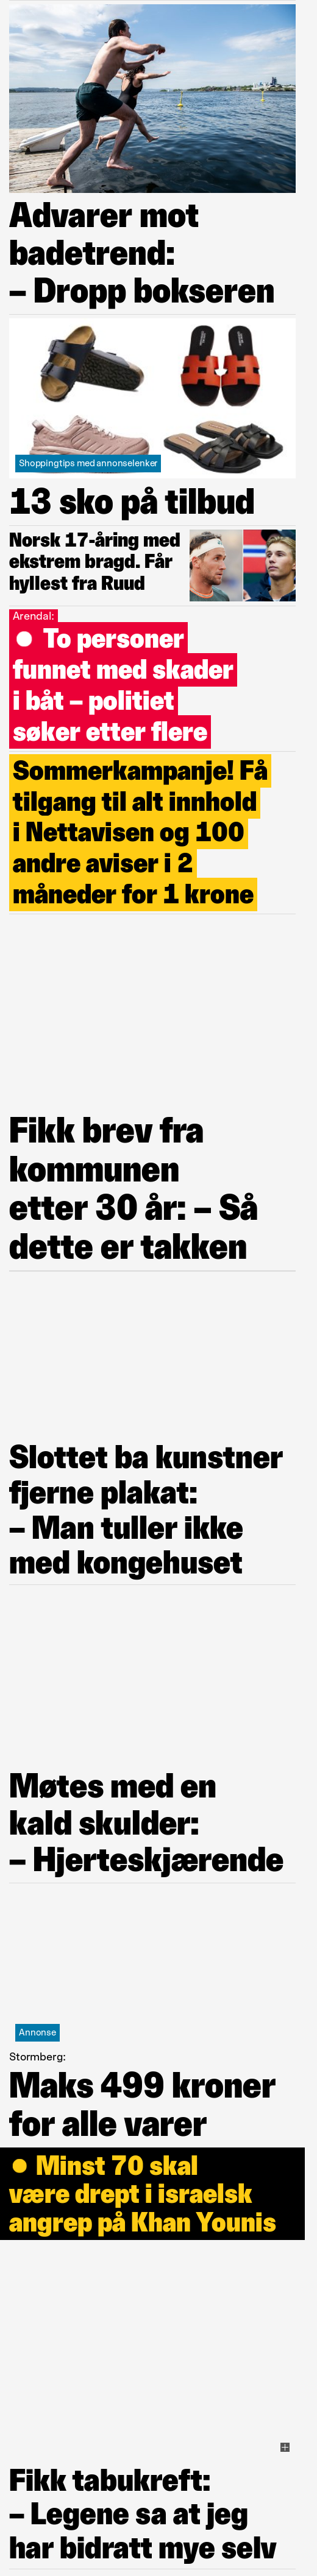 Advarer mot
badetrend:
– Dropp bokseren
Shoppingtips med annonselenker
13 sko på tilbud
Norsk 17-åring med
ekstrem bragd. Får
hyllest fra Ruud
Arendal:
● To personer
funnet med skader
i båt – politiet
søker etter flere
Sommerkampanje! Få
tilgang til alt innhold
i Nettavisen og 100
andre aviser i 2
måneder for 1 krone
Fikk brev fra
kommunen
etter 30 år: – Så
dette er takken
Slottet ba kunstner
fjerne plakat:
– Man tuller ikke
med kongehuset
Møtes med en
kald skulder:
– Hjerteskjærende
Annonse
Stormberg:
Maks 499 kroner
for alle varer
● Minst 70 skal
være drept i israelsk
angrep på Khan Younis
Fikk tabukreft:
– Legene sa at jeg
har bidratt mye selv